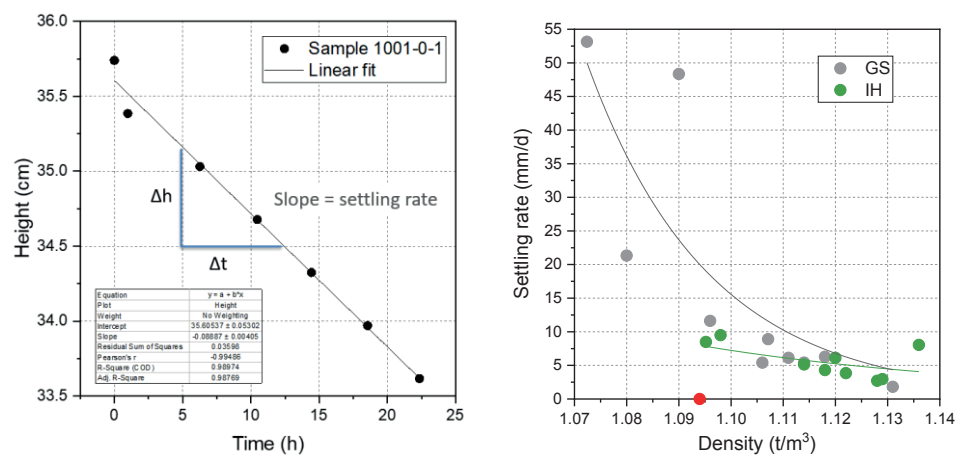 36.0
35.5
35.0
34.5
34.0
33.5
Height (cm)
Sample 1001-0-1
Linear fit
Δh
Δt
Slope = settling rate
Equation y = a + b*x
Plot Height
Weight No Weighting
Intercept 35.60537 ± 0.05302
Slope -0.08887 ± 0.00405
Residual Sum of Squares 0.03598
Pearson's r -0.99486
R-Square (COD) 0.98974
Adj. R-Square 0.98769
0 5 10 15 20 25
Time (h)
55
50
45
40
35
30
25
20
15
10
5
0
Settling rate (mm/d)
GS
IH
1.07 1.08 1.09 1.10 1.11 1.12 1.13 1.14
Density (t/m³)